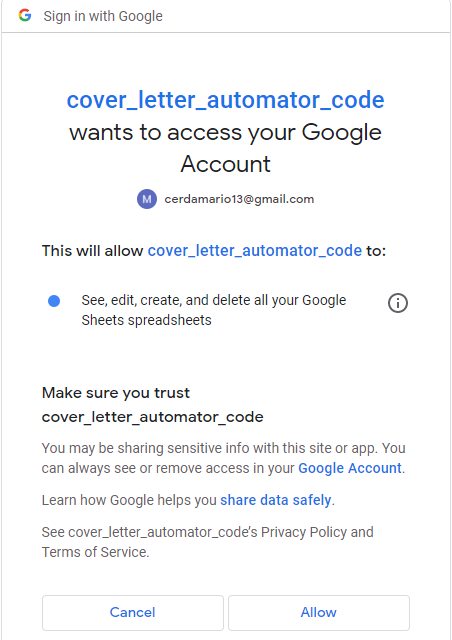 Sign in with Google
cover_letter_automator_code
wants to access your Google
Account
M cerdamario13@gmail.com
This will allow cover_letter_automator_code to:
See, edit, create, and delete all your Google
Sheets spreadsheets
Make sure you trust
cover_letter_automator_code
You may be sharing sensitive info with this site or app. You
can always see or remove access in your Google Account.
Learn how Google helps you share data safely.
See cover_letter_automator_code's Privacy Policy and
Terms of Service.
Cancel Allow